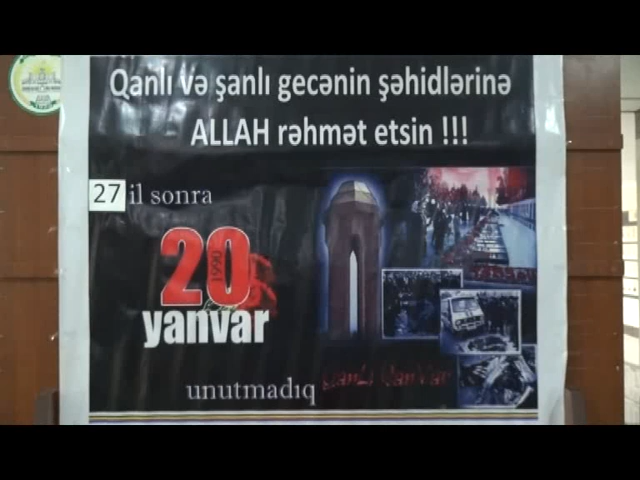 Qanlı və şanlı gecənin şəhidlərinə
ALLAH rəhmət etsin !!!
27 il sonra
20
1990
yanvar
unutmadıq
QanLı YanVar